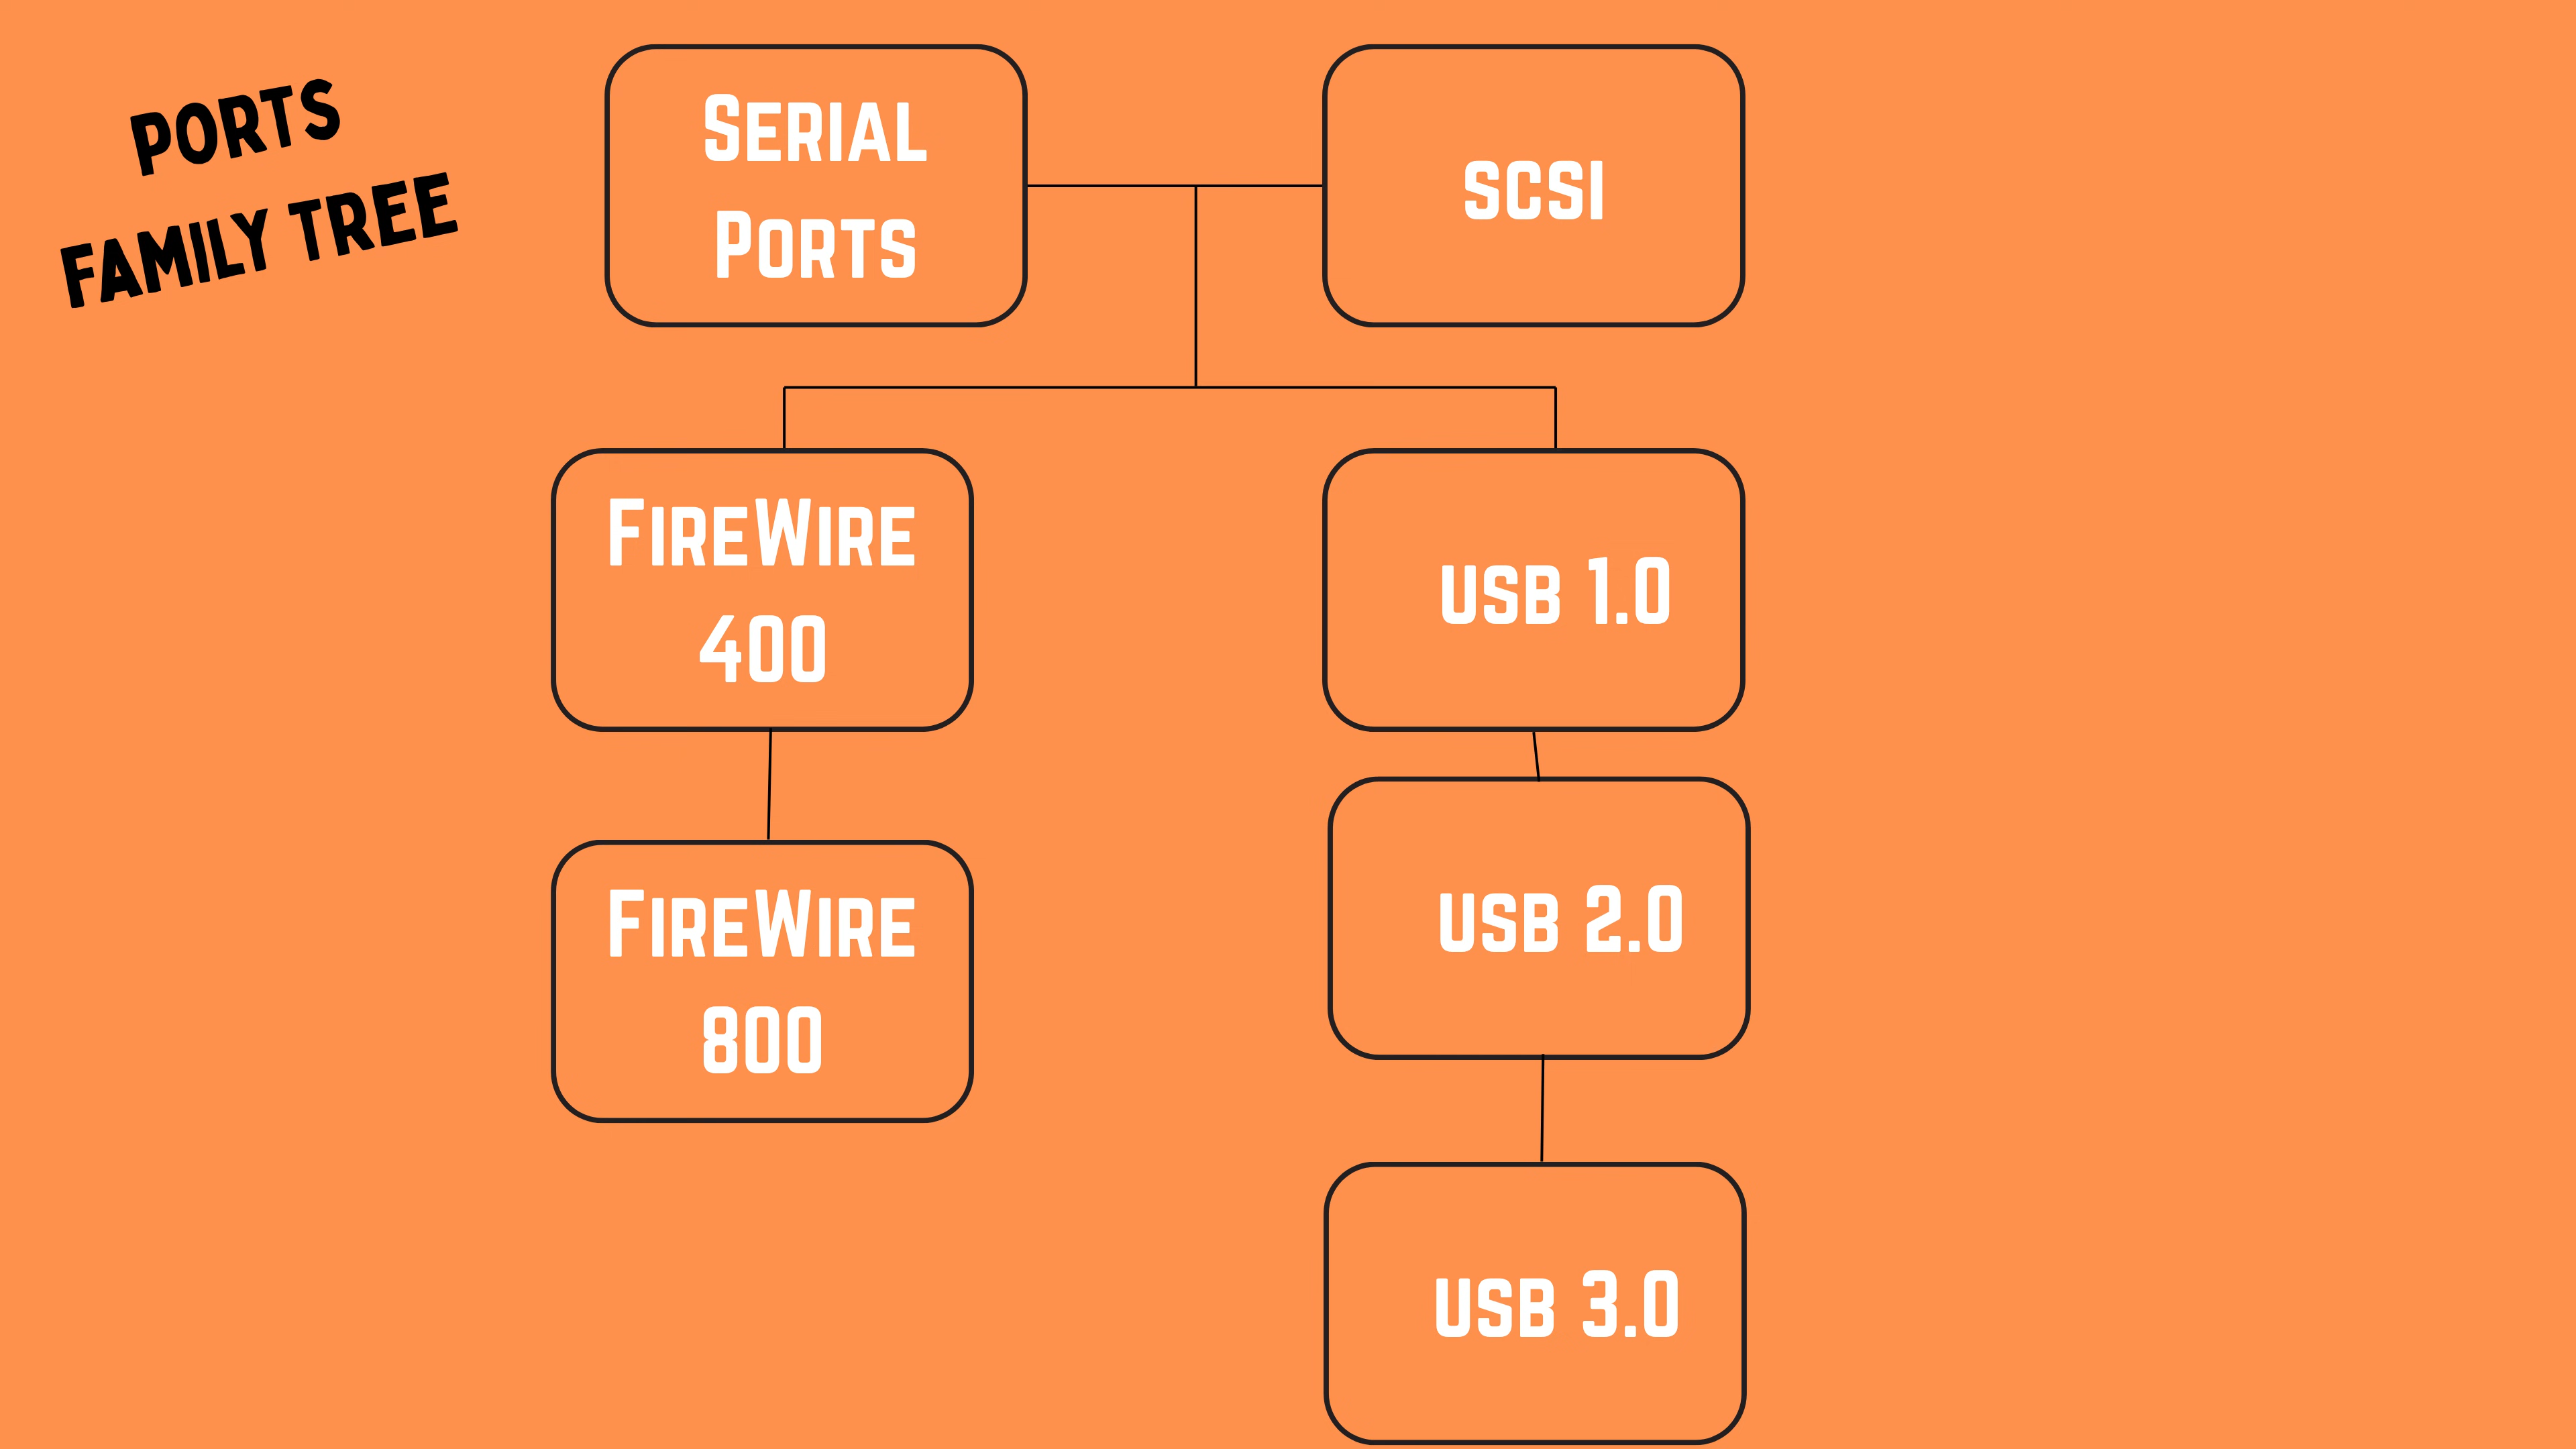 PORTS
FAMILY TREE
Serial
Ports
SCSI
FireWire
400
USB 1.0
FireWire
800
USB 2.0
USB 3.0